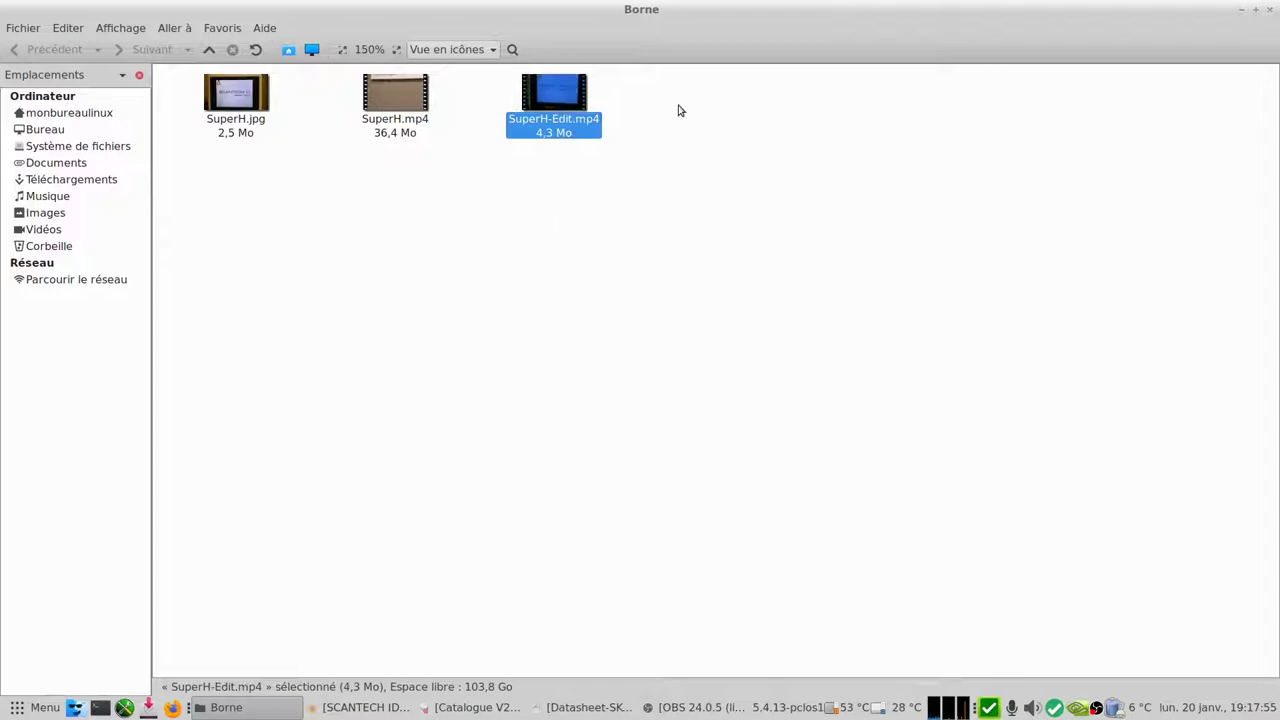 Borne
Fichier Editer Affichage Aller à Favoris Aide
Précédent Suivant 150% Vue en icônes
Emplacements
Ordinateur
monbureaulinux
Bureau
Système de fichiers
Documents
Téléchargements
Musique
Images
Vidéos
Corbeille
Réseau
Parcourir le réseau
SuperH.jpg
2,5 Mo
SuperH.mp4
36,4 Mo
SuperH-Edit.mp4
4,3 Mo
« SuperH-Edit.mp4 » sélectionné (4,3 Mo), Espace libre : 103,8 Go
Menu Borne [SCANTECH ID... [Catalogue V2... [Datasheet-SK... [OBS 24.0.5 (li... 5.4.13-pclos1 53 °C 28 °C 6 °C lun. 20 janv., 19:17:55